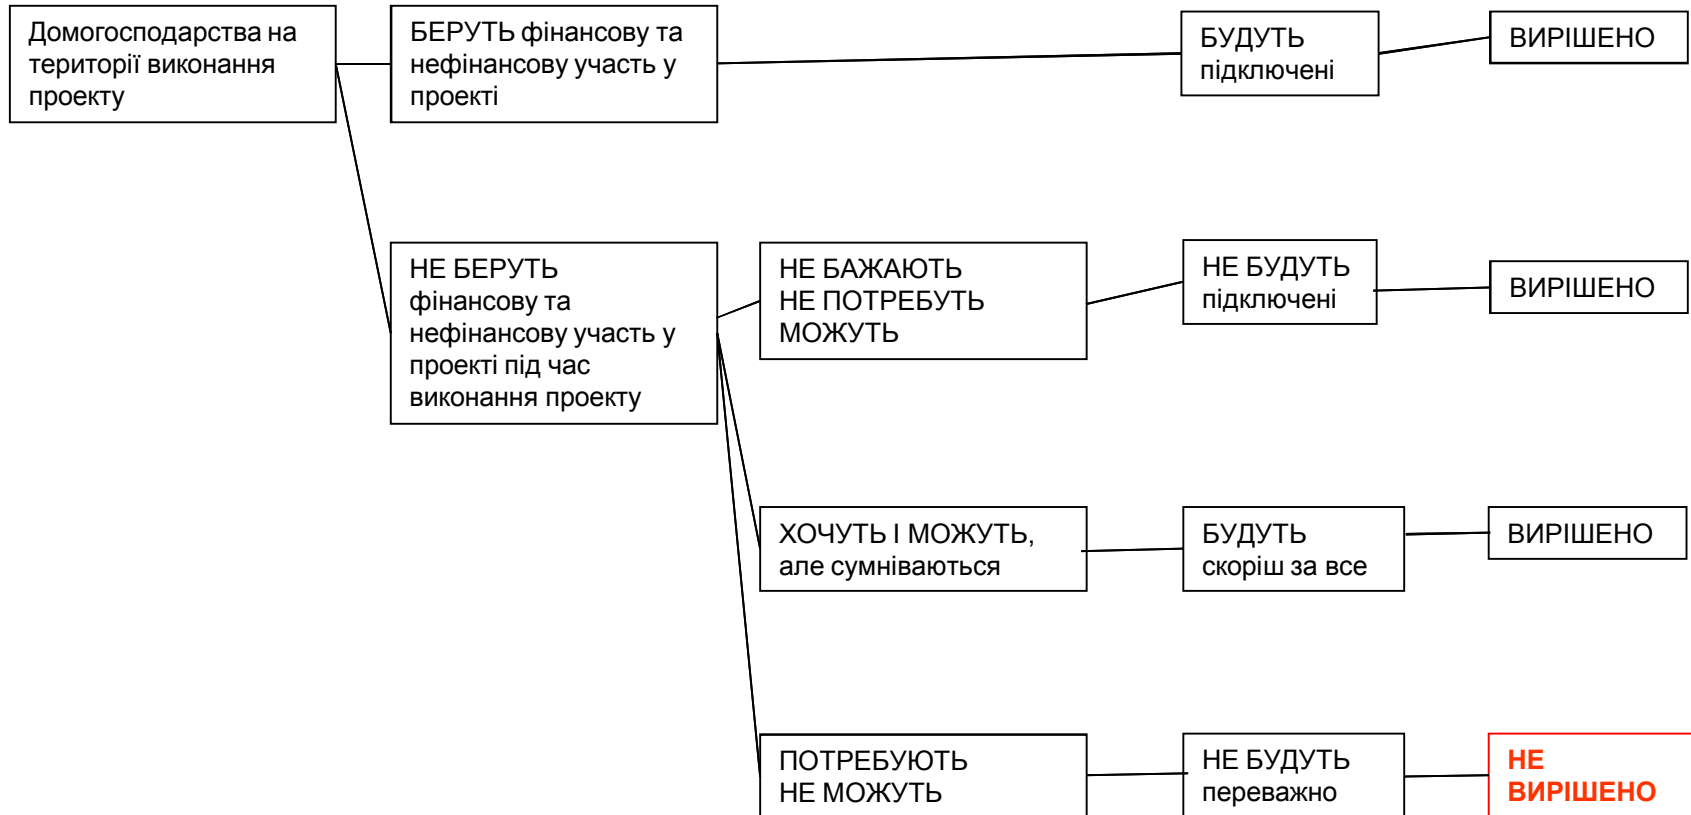 Домогосподарства на
території виконання
проекту
БЕРУТЬ фінансову та
нефінансову участь у
проекті
БУДУТЬ
підключені
ВИРІШЕНО
НЕ БЕРУТЬ
фінансову та
нефінансову участь у
проекті під час
виконання проекту
НЕ БАЖАЮТЬ
НЕ ПОТРЕБУТЬ
МОЖУТЬ
НЕ БУДУТЬ
підключені
ВИРІШЕНО
ХОЧУТЬ І МОЖУТЬ,
але сумніваються
БУДУТЬ
скоріш за все
ВИРІШЕНО
ПОТРЕБУЮТЬ
НЕ МОЖУТЬ
НЕ БУДУТЬ
переважно
НЕ
ВИРІШЕНО